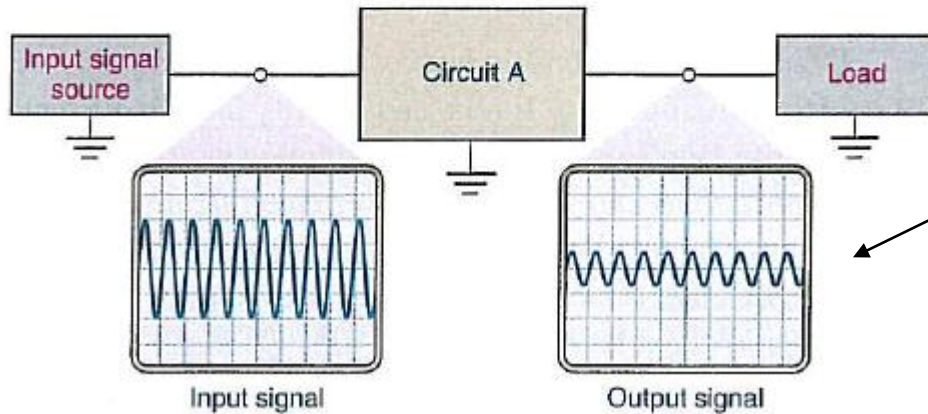 Input signal
source
Circuit A
Load
Input signal
Output signal